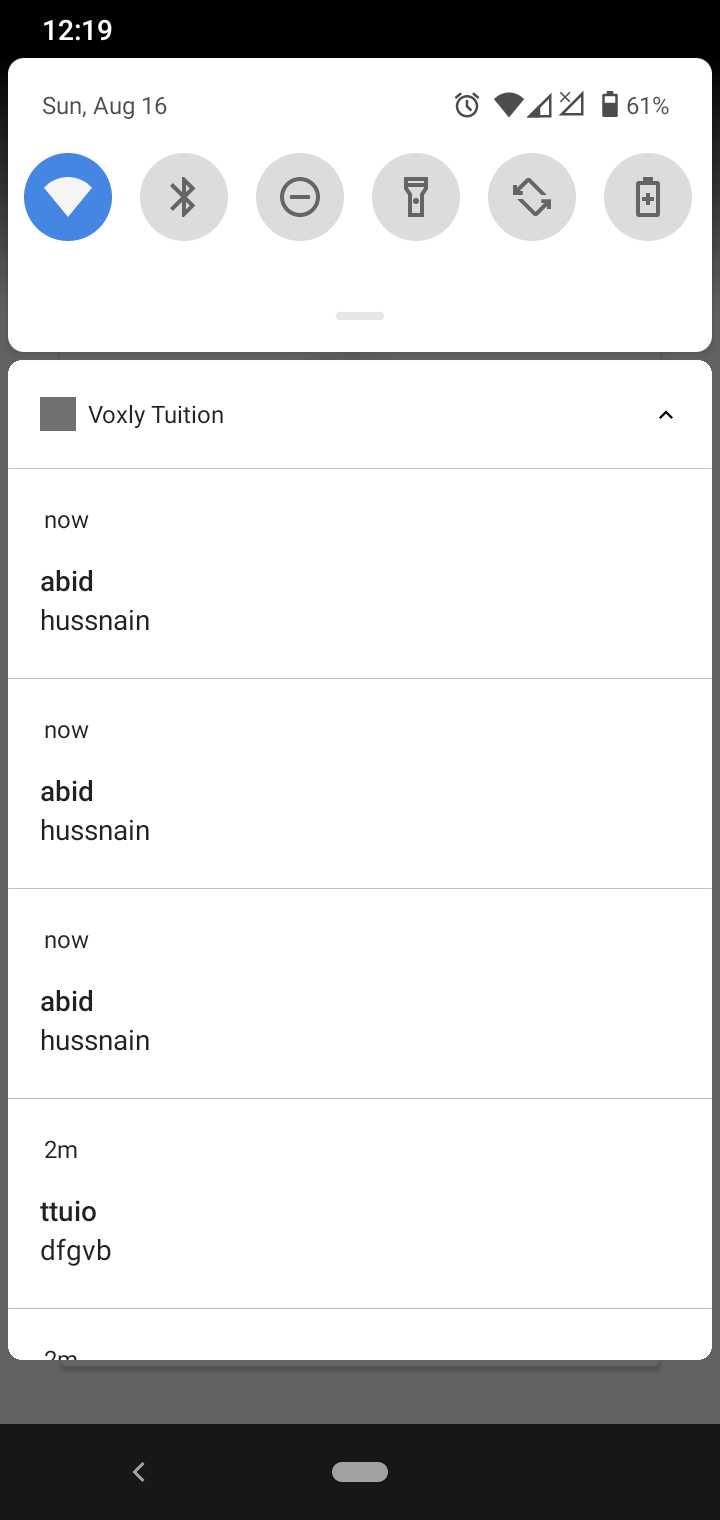 12:19
Sun, Aug 16
61%
Voxly Tuition
now
abid
hussnain
now
abid
hussnain
now
abid
hussnain
2m
ttuio
dfgvb
2m